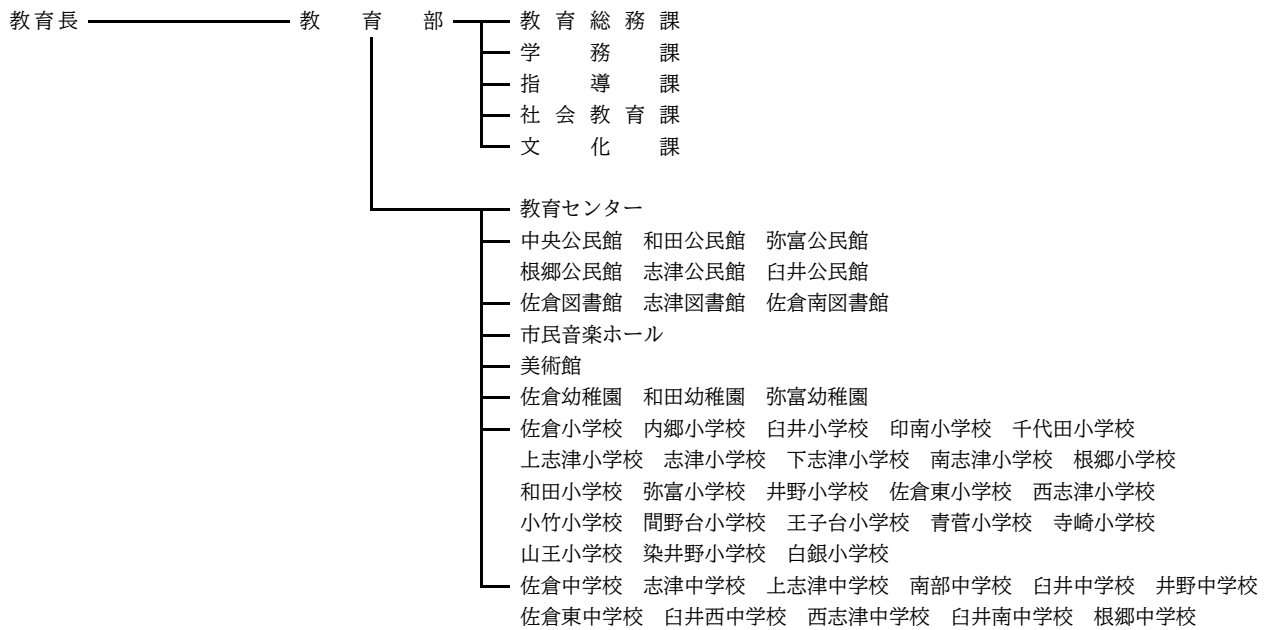 教育長 教育部 教育総務課
学務課
指導課
社会教育課
文化課
教育センター
中央公民館 和田公民館 弥富公民館
根郷公民館 志津公民館 臼井公民館
佐倉図書館 志津図書館 佐倉南図書館
市民音楽ホール
美術館
佐倉幼稚園 和田幼稚園 弥富幼稚園
佐倉小学校 内郷小学校 臼井小学校 印南小学校 千代田小学校
上志津小学校 志津小学校 下志津小学校 南志津小学校 根郷小学校
和田小学校 弥富小学校 井野小学校 佐倉東小学校 西志津小学校
小竹小学校 間野台小学校 王子台小学校 青菅小学校 寺崎小学校
山王小学校 染井野小学校 白銀小学校
佐倉中学校 志津中学校 上志津中学校 南部中学校 臼井中学校 井野中学校
佐倉東中学校 臼井西中学校 西志津中学校 臼井南中学校 根郷中学校